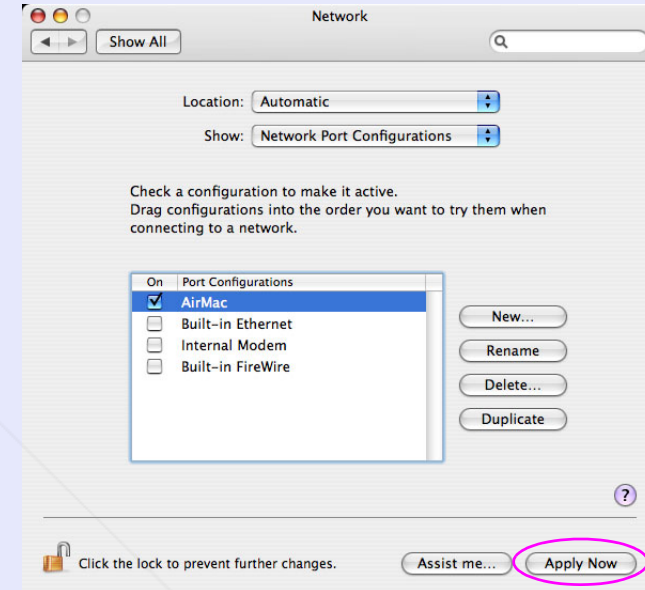 Network
Show All
Location: Automatic
Show: Network Port Configurations
Check a configuration to make it active.
Drag configurations into the order you want to try them when
connecting to a network.
On Port Configurations
AirMac
Built-in Ethernet
Internal Modem
Built-in FireWire
New...
Rename
Delete...
Duplicate
?
Click the lock to prevent further changes.
Assist me...
Apply Now